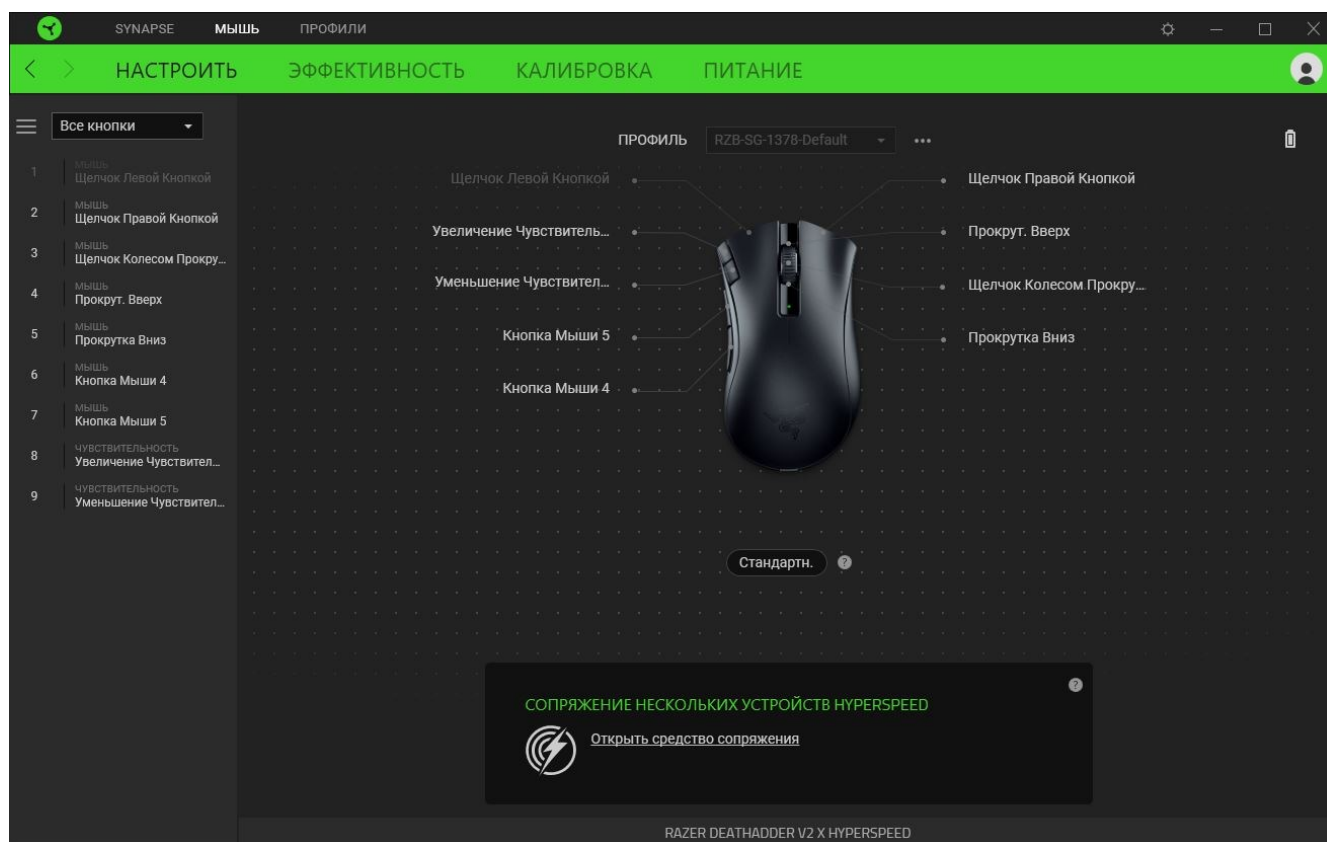 SYNAPSE МЫШЬ ПРОФИЛИ
НАСТРОИТЬ ЭФФЕКТИВНОСТЬ КАЛИБРОВКА ПИТАНИЕ
Все кнопки
ПРОФИЛЬ RZB-SG-1378-Default
1 МЫШЬ
Щелчок Левой Кнопкой
2 МЫШЬ
Щелчок Правой Кнопкой
3 МЫШЬ
Щелчок Колесом Прокру...
4 МЫШЬ
Прокрут. Вверх
5 МЫШЬ
Прокрутка Вниз
6 МЫШЬ
Кнопка Мыши 4
7 МЫШЬ
Кнопка Мыши 5
8 ЧУВСТВИТЕЛЬНОСТЬ
Увеличение Чувствител...
9 ЧУВСТВИТЕЛЬНОСТЬ
Уменьшение Чувствител...
Щелчок Левой Кнопкой
Увеличение Чувствитель...
Уменьшение Чувствител...
Кнопка Мыши 5
Кнопка Мыши 4
Щелчок Правой Кнопкой
Прокрут. Вверх
Щелчок Колесом Прокру...
Прокрутка Вниз
Стандартн. ?
?
СОПРЯЖЕНИЕ НЕСКОЛЬКИХ УСТРОЙСТВ HYPERSPEED
Открыть средство сопряжения
RAZER DEATHADDER V2 X HYPERSPEED